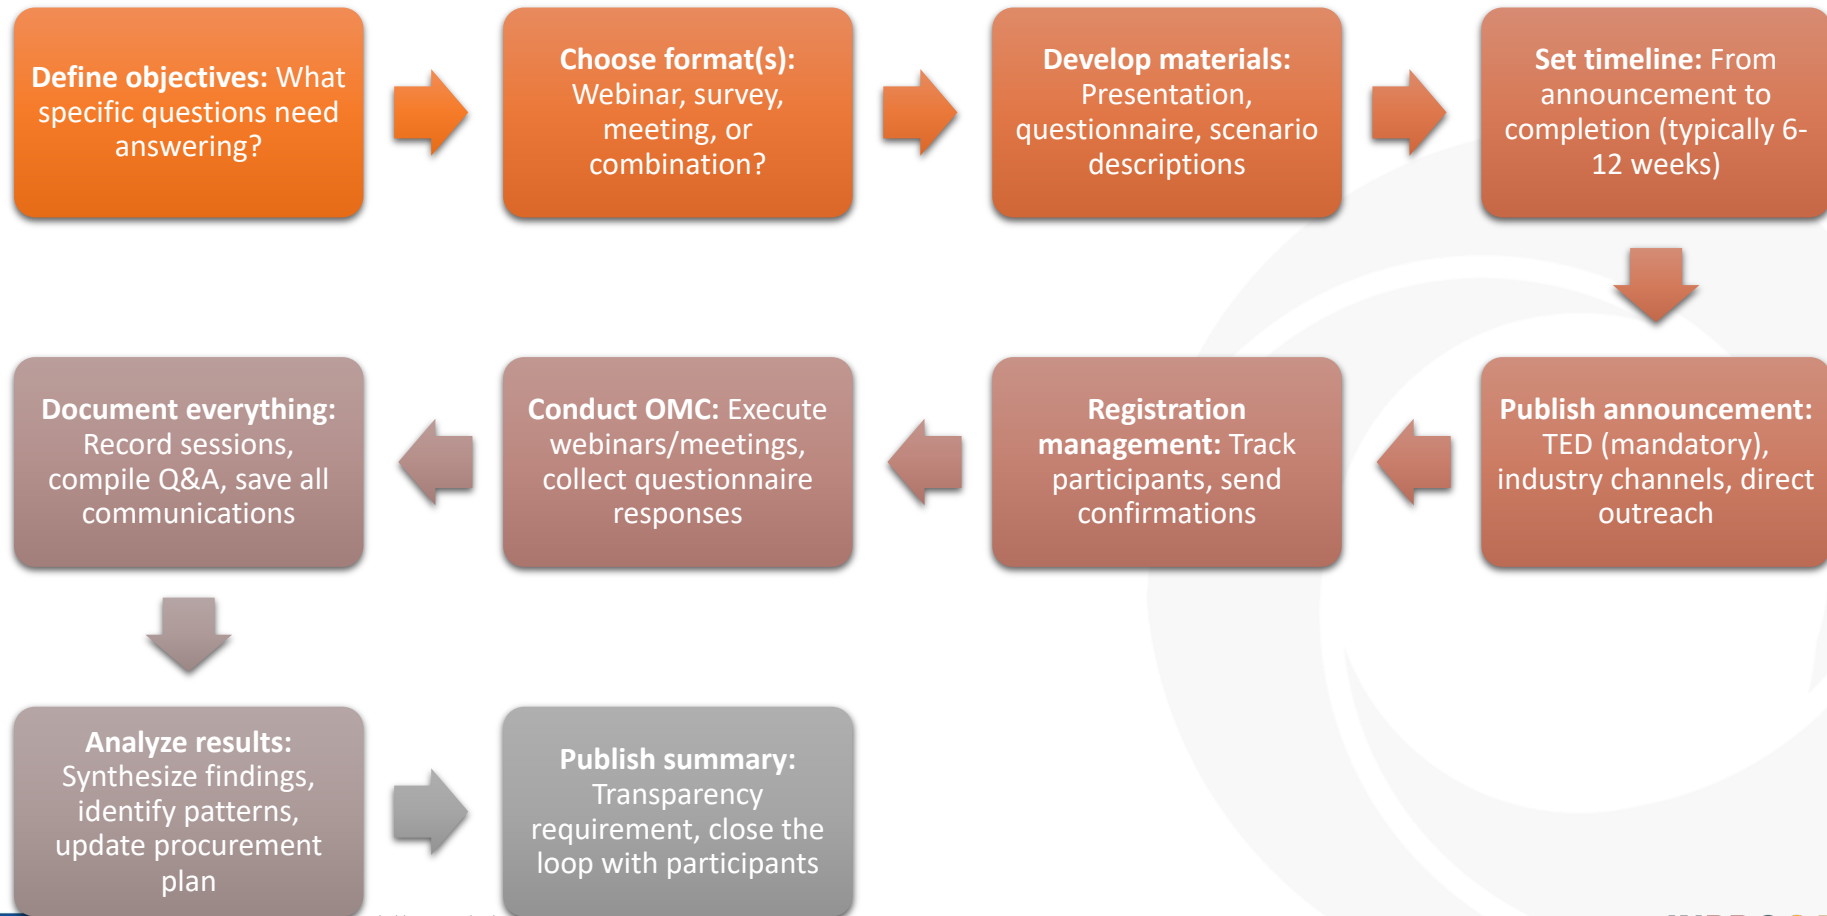 Define objectives: What
specific questions need
answering?
Choose format(s):
Webinar, survey,
meeting, or
combination?
Develop materials:
Presentation,
questionnaire, scenario
descriptions
Set timeline: From
announcement to
completion (typically 6-
12 weeks)
Publish announcement:
TED (mandatory),
industry channels, direct
outreach
Registration
management: Track
participants, send
confirmations
Conduct OMC: Execute
webinars/meetings,
collect questionnaire
responses
Document everything:
Record sessions,
compile Q&A, save all
communications
Analyze results:
Synthesize findings,
identify patterns,
update procurement
plan
Publish summary:
Transparency
requirement, close the
loop with participants